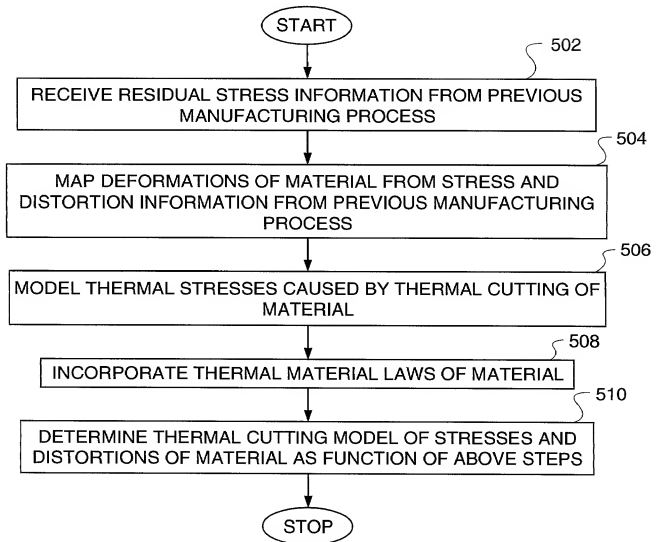 START
502
RECEIVE RESIDUAL STRESS INFORMATION FROM PREVIOUS
MANUFACTURING PROCESS
504
MAP DEFORMATIONS OF MATERIAL FROM STRESS AND
DISTORTION INFORMATION FROM PREVIOUS MANUFACTURING
PROCESS
506
MODEL THERMAL STRESSES CAUSED BY THERMAL CUTTING OF
MATERIAL
508
INCORPORATE THERMAL MATERIAL LAWS OF MATERIAL
510
DETERMINE THERMAL CUTTING MODEL OF STRESSES AND
DISTORTIONS OF MATERIAL AS FUNCTION OF ABOVE STEPS
STOP